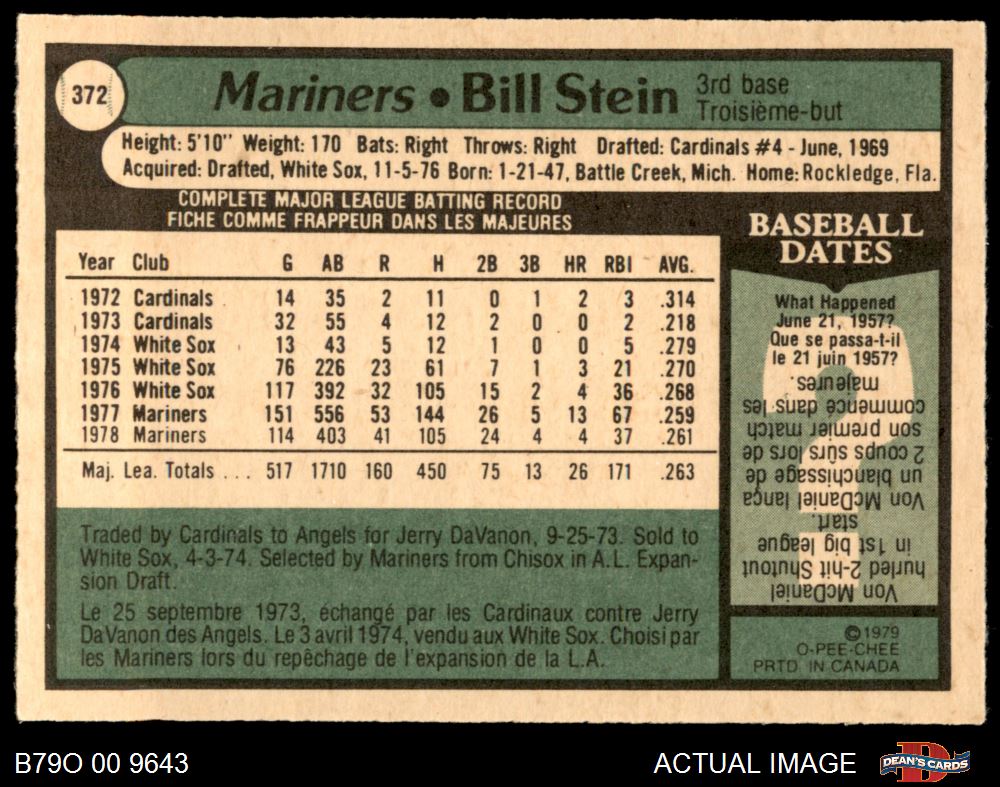 372
Mariners • Bill Stein
3rd base
Troisième-but
Height: 5'10" Weight: 170 Bats: Right Throws: Right Drafted: Cardinals #4 - June, 1969
Acquired: Drafted, White Sox, 11-5-76 Born: 1-21-47, Battle Creek, Mich. Home: Rockledge, Fla.
COMPLETE MAJOR LEAGUE BATTING RECORD
FICHE COMME FRAPPEUR DANS LES MAJEURES
Year Club G AB R H 2B 3B HR RBI AVG.
1972 Cardinals 14 35 2 11 0 1 2 3 .314
1973 Cardinals 32 55 4 12 2 0 0 2 .218
1974 White Sox 13 43 5 12 1 0 0 5 .279
1975 White Sox 76 226 23 61 7 1 3 21 .270
1976 White Sox 117 392 32 105 15 2 4 36 .268
1977 Mariners 151 556 53 144 26 5 13 67 .259
1978 Mariners 114 403 41 105 24 4 4 37 .261
Maj. Lea. Totals . . . 517 1710 160 450 75 13 26 171 .263
Traded by Cardinals to Angels for Jerry DaVanon, 9-25-73. Sold to
White Sox, 4-3-74. Selected by Mariners from Chisox in A.L. Expan-
sion Draft.
Le 25 septembre 1973, échangé par les Cardinaux contre Jerry
DaVanon des Angels. Le 3 avril 1974, vendu aux White Sox. Choisi par
les Mariners lors du repêchage de l'expansion de la L.A.
BASEBALL
DATES
What Happened
June 21, 1957?
Que se passa-t-il
le 21 juin 1957?
Von McDaniel
hurled 2-hit Shutout
in 1st big league
start.
Von McDaniel lança
un blanchissage de
2 coups sûrs lors de
son premier match
commence dans les
majeures.
©1979
O-PEE-CHEE
PRTD IN CANADA
B79O 00 9643
ACTUAL IMAGE
DEAN'S CARDS